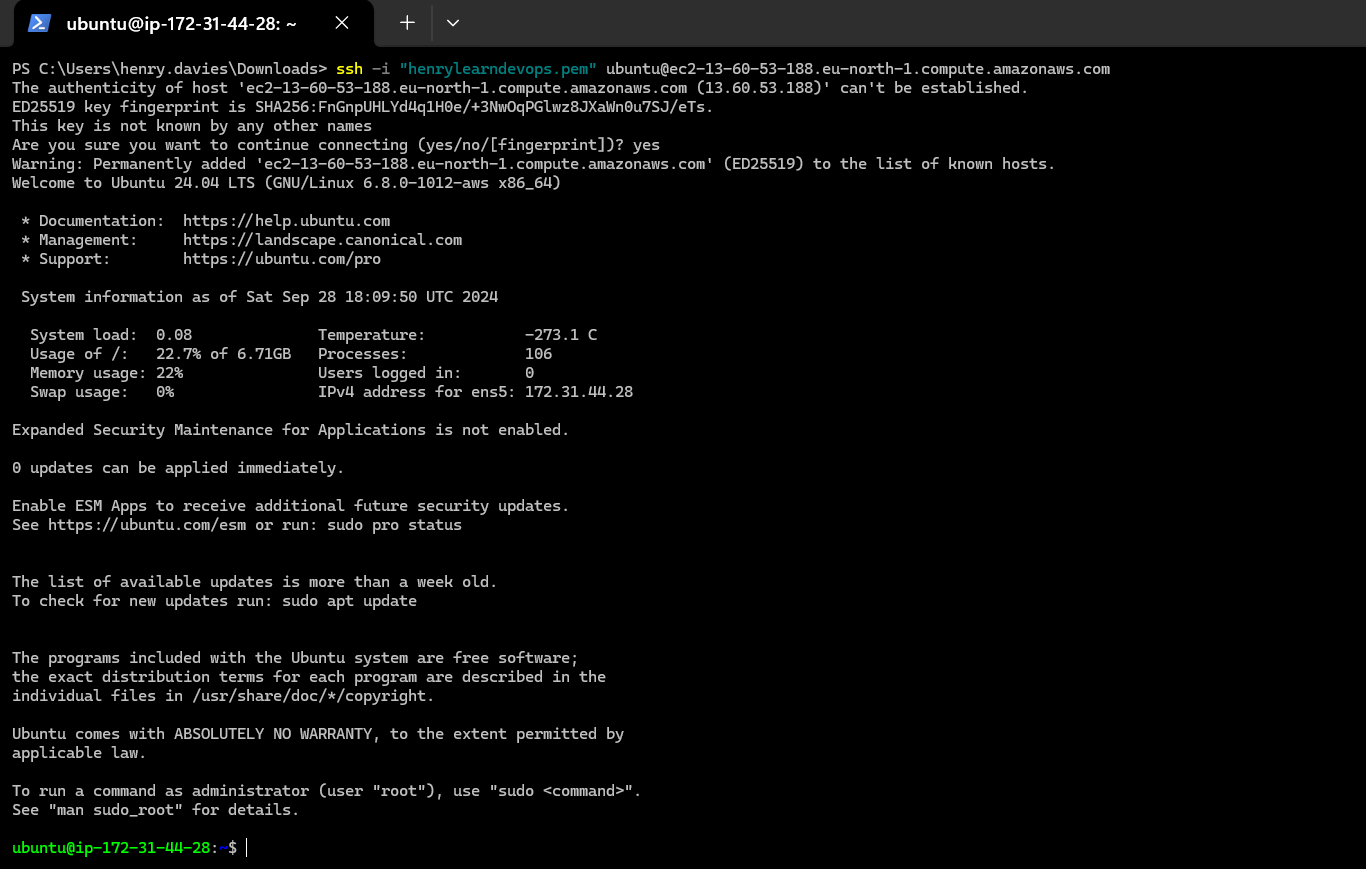 ubuntu@ip-172-31-44-28: ~
PS C:\Users\henry.davies\Downloads> ssh -i "henrylearndevops.pem" ubuntu@ec2-13-60-53-188.eu-north-1.compute.amazonaws.com
The authenticity of host 'ec2-13-60-53-188.eu-north-1.compute.amazonaws.com (13.60.53.188)' can't be established.
ED25519 key fingerprint is SHA256:FnGnpUHLYd4q1H0e/+3NwOqPGlwz8JXaWn0u7SJ/eTs.
This key is not known by any other names
Are you sure you want to continue connecting (yes/no/[fingerprint])? yes
Warning: Permanently added 'ec2-13-60-53-188.eu-north-1.compute.amazonaws.com' (ED25519) to the list of known hosts.
Welcome to Ubuntu 24.04 LTS (GNU/Linux 6.8.0-1012-aws x86_64)

 * Documentation:  https://help.ubuntu.com
 * Management:     https://landscape.canonical.com
 * Support:        https://ubuntu.com/pro

 System information as of Sat Sep 28 18:09:50 UTC 2024

  System load:  0.08              Temperature:           -273.1 C
  Usage of /:   22.7% of 6.71GB   Processes:             106
  Memory usage: 22%               Users logged in:       0
  Swap usage:   0%                IPv4 address for ens5: 172.31.44.28

Expanded Security Maintenance for Applications is not enabled.

0 updates can be applied immediately.

Enable ESM Apps to receive additional future security updates.
See https://ubuntu.com/esm or run: sudo pro status

The list of available updates is more than a week old.
To check for new updates run: sudo apt update

The programs included with the Ubuntu system are free software;
the exact distribution terms for each program are described in the
individual files in /usr/share/doc/*/copyright.

Ubuntu comes with ABSOLUTELY NO WARRANTY, to the extent permitted by
applicable law.

To run a command as administrator (user "root"), use "sudo <command>".
See "man sudo_root" for details.

ubuntu@ip-172-31-44-28:~$